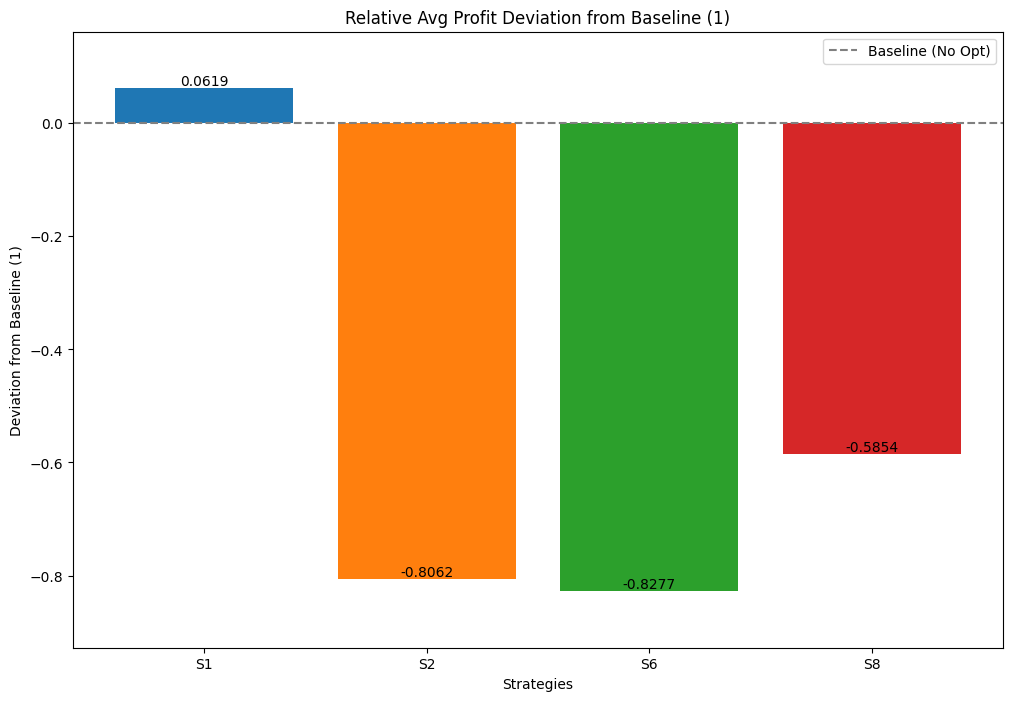 Relative Avg Profit Deviation from Baseline (1)
Baseline (No Opt)
0.0619
-0.8062
-0.8277
-0.5854
0.0
−0.2
−0.4
−0.6
−0.8
Deviation from Baseline (1)
S1
S2
S6
S8
Strategies